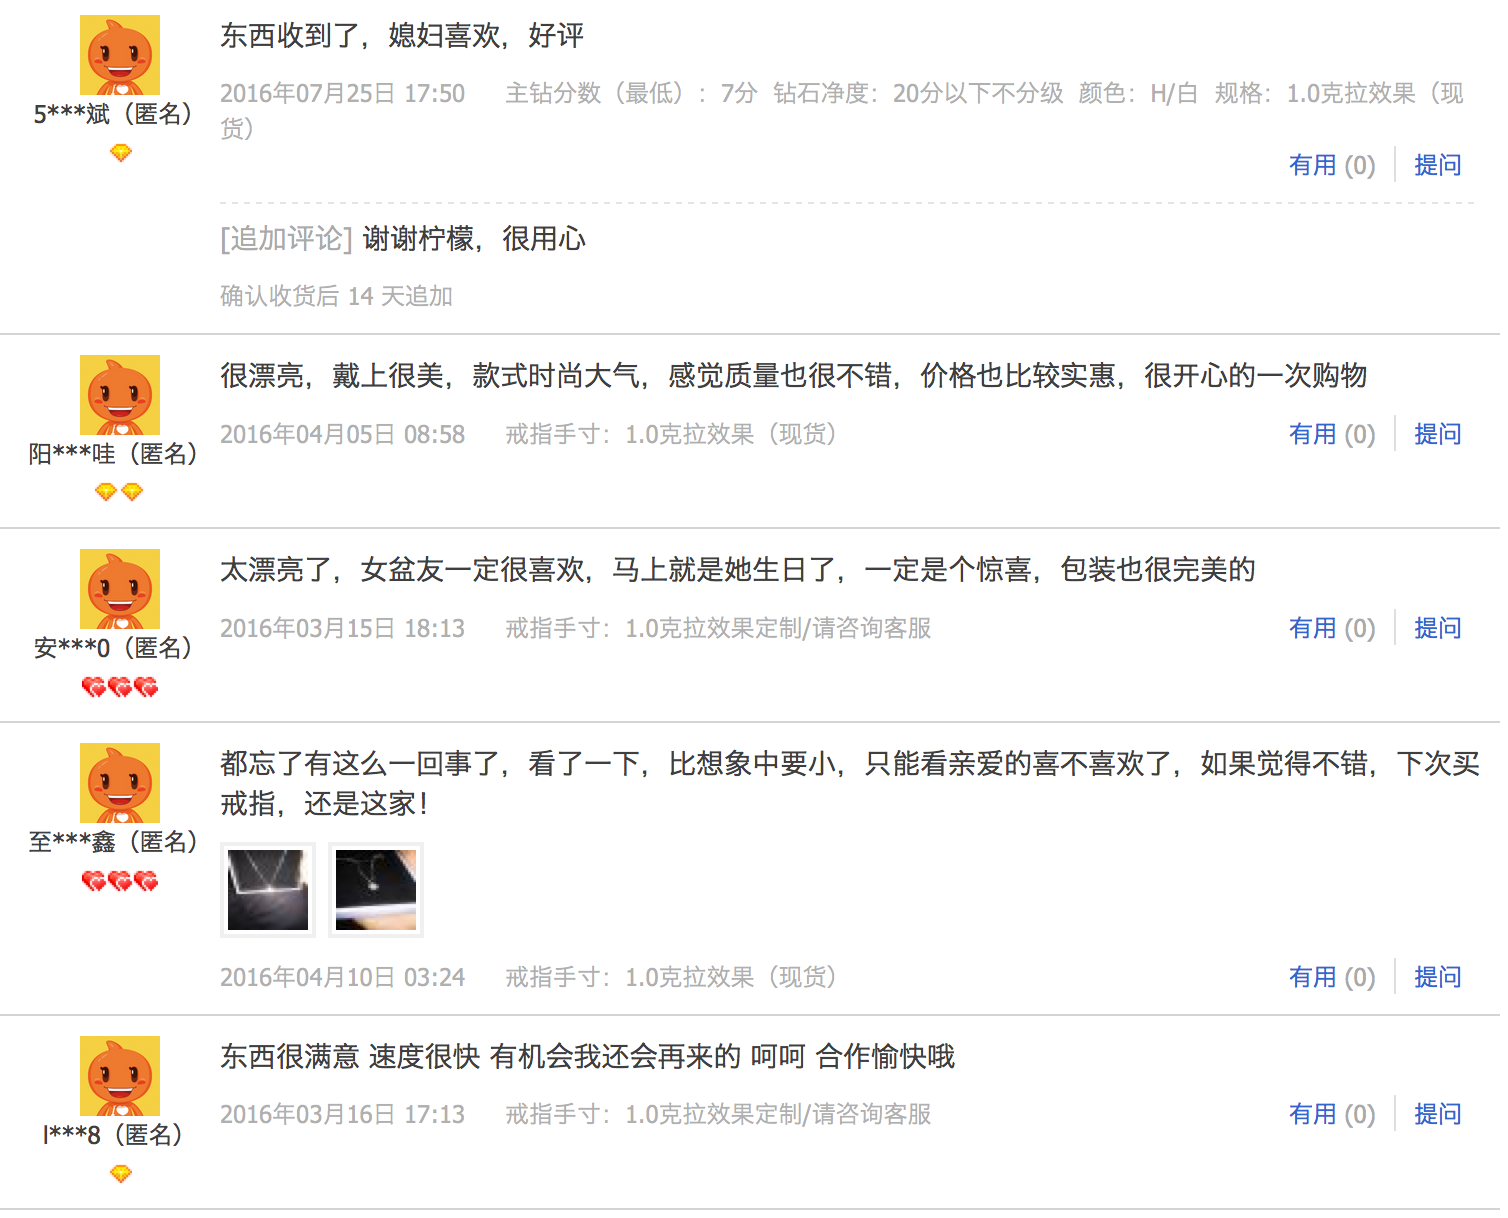 东西收到了，媳妇喜欢，好评
2016年07月25日 17:50 主钻分数（最低）：7分 钻石净度：20分以下不分级 颜色：H/白 规格：1.0克拉效果（现
货）
5***斌（匿名）
有用 (0) 提问
[追加评论] 谢谢柠檬，很用心
确认收货后 14 天追加
很漂亮，戴上很美，款式时尚大气，感觉质量也很不错，价格也比较实惠，很开心的一次购物
2016年04月05日 08:58 戒指手寸：1.0克拉效果（现货） 有用 (0) 提问
阳***哇（匿名）
太漂亮了，女盆友一定很喜欢，马上就是她生日了，一定是个惊喜，包装也很完美的
2016年03月15日 18:13 戒指手寸：1.0克拉效果定制/请咨询客服 有用 (0) 提问
安***0（匿名）
都忘了有这么一回事了，看了一下，比想象中要小，只能看亲爱的喜不喜欢了，如果觉得不错，下次买
戒指，还是这家！
至***鑫（匿名）
2016年04月10日 03:24 戒指手寸：1.0克拉效果（现货） 有用 (0) 提问
东西很满意 速度很快 有机会我还会再来的 呵呵 合作愉快哦
2016年03月16日 17:13 戒指手寸：1.0克拉效果定制/请咨询客服 有用 (0) 提问
l***8（匿名）